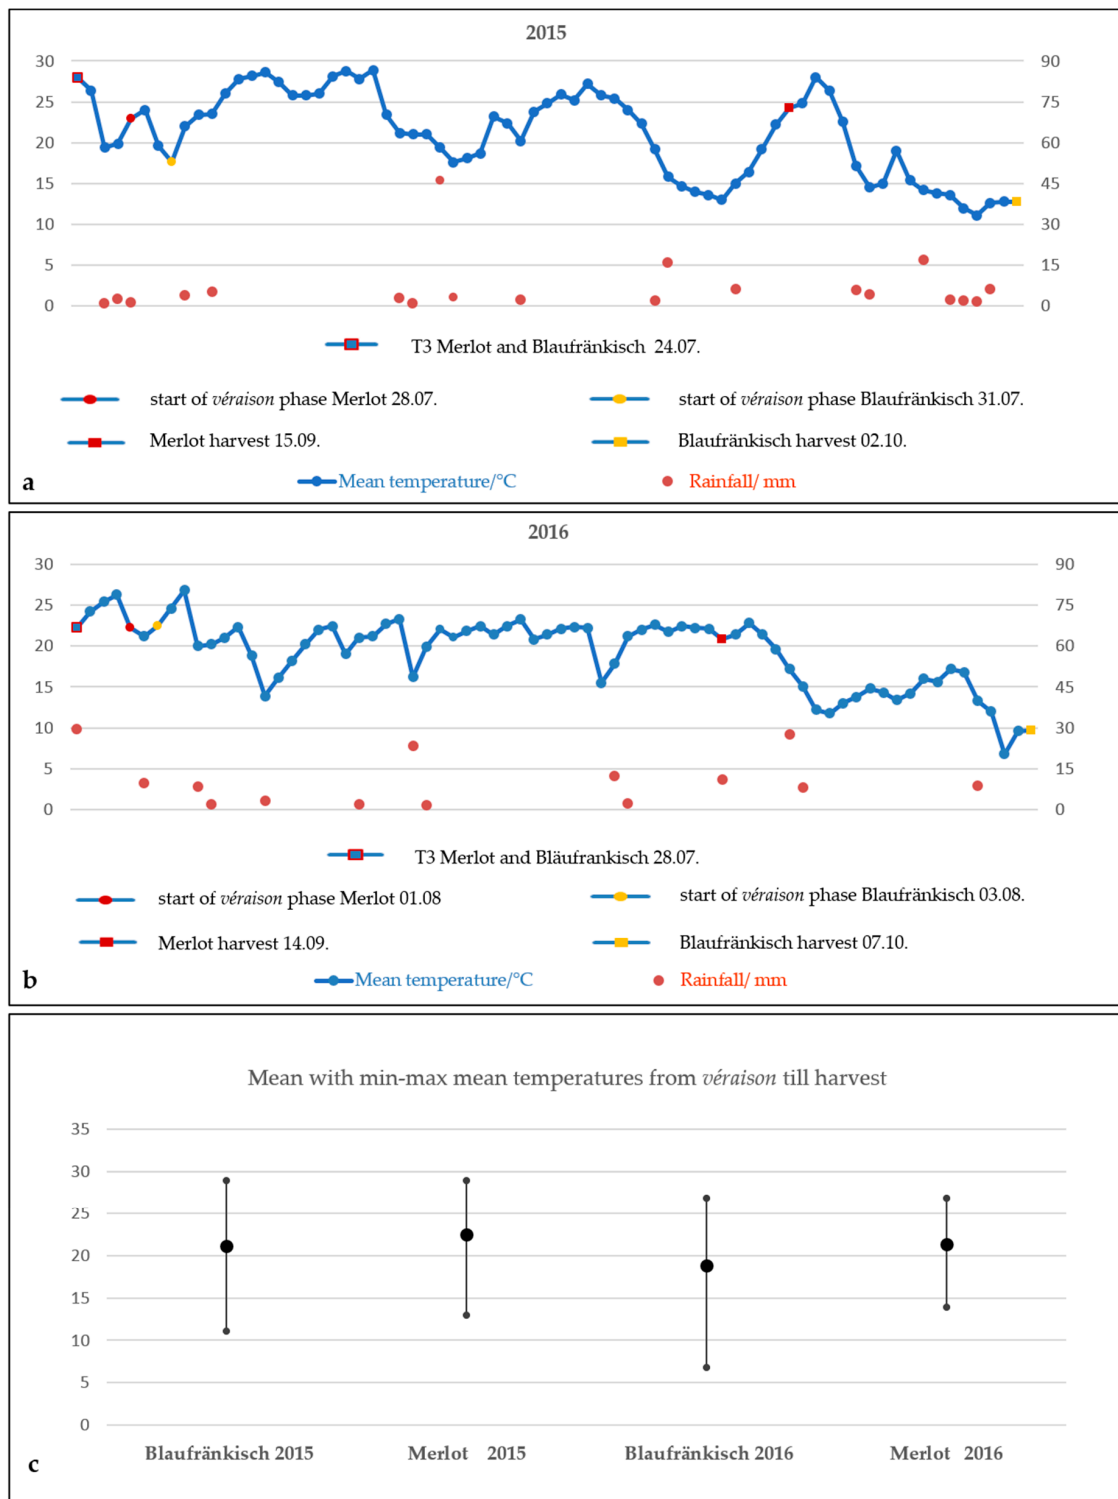 2015
30 90
25 75
20 60
15 45
10 30
5 15
0 0
T3 Merlot and Blaufränkisch 24.07.
start of véraison phase Merlot 28.07. start of véraison phase Blaufränkisch 31.07.
Merlot harvest 15.09. Blaufränkisch harvest 02.10.
a Mean temperature/°C Rainfall/ mm
2016
30 90
25 75
20 60
15 45
10 30
5 15
0 0
T3 Merlot and Bläufrankisch 28.07.
start of véraison phase Merlot 01.08 start of véraison phase Blaufränkisch 03.08.
Merlot harvest 14.09. Blaufränkisch harvest 07.10.
b Mean temperature/°C Rainfall/ mm
Mean with min-max mean temperatures from véraison till harvest
35
30
25
20
15
10
5
0
Blaufränkisch 2015 Merlot 2015 Blaufränkisch 2016 Merlot 2016
c